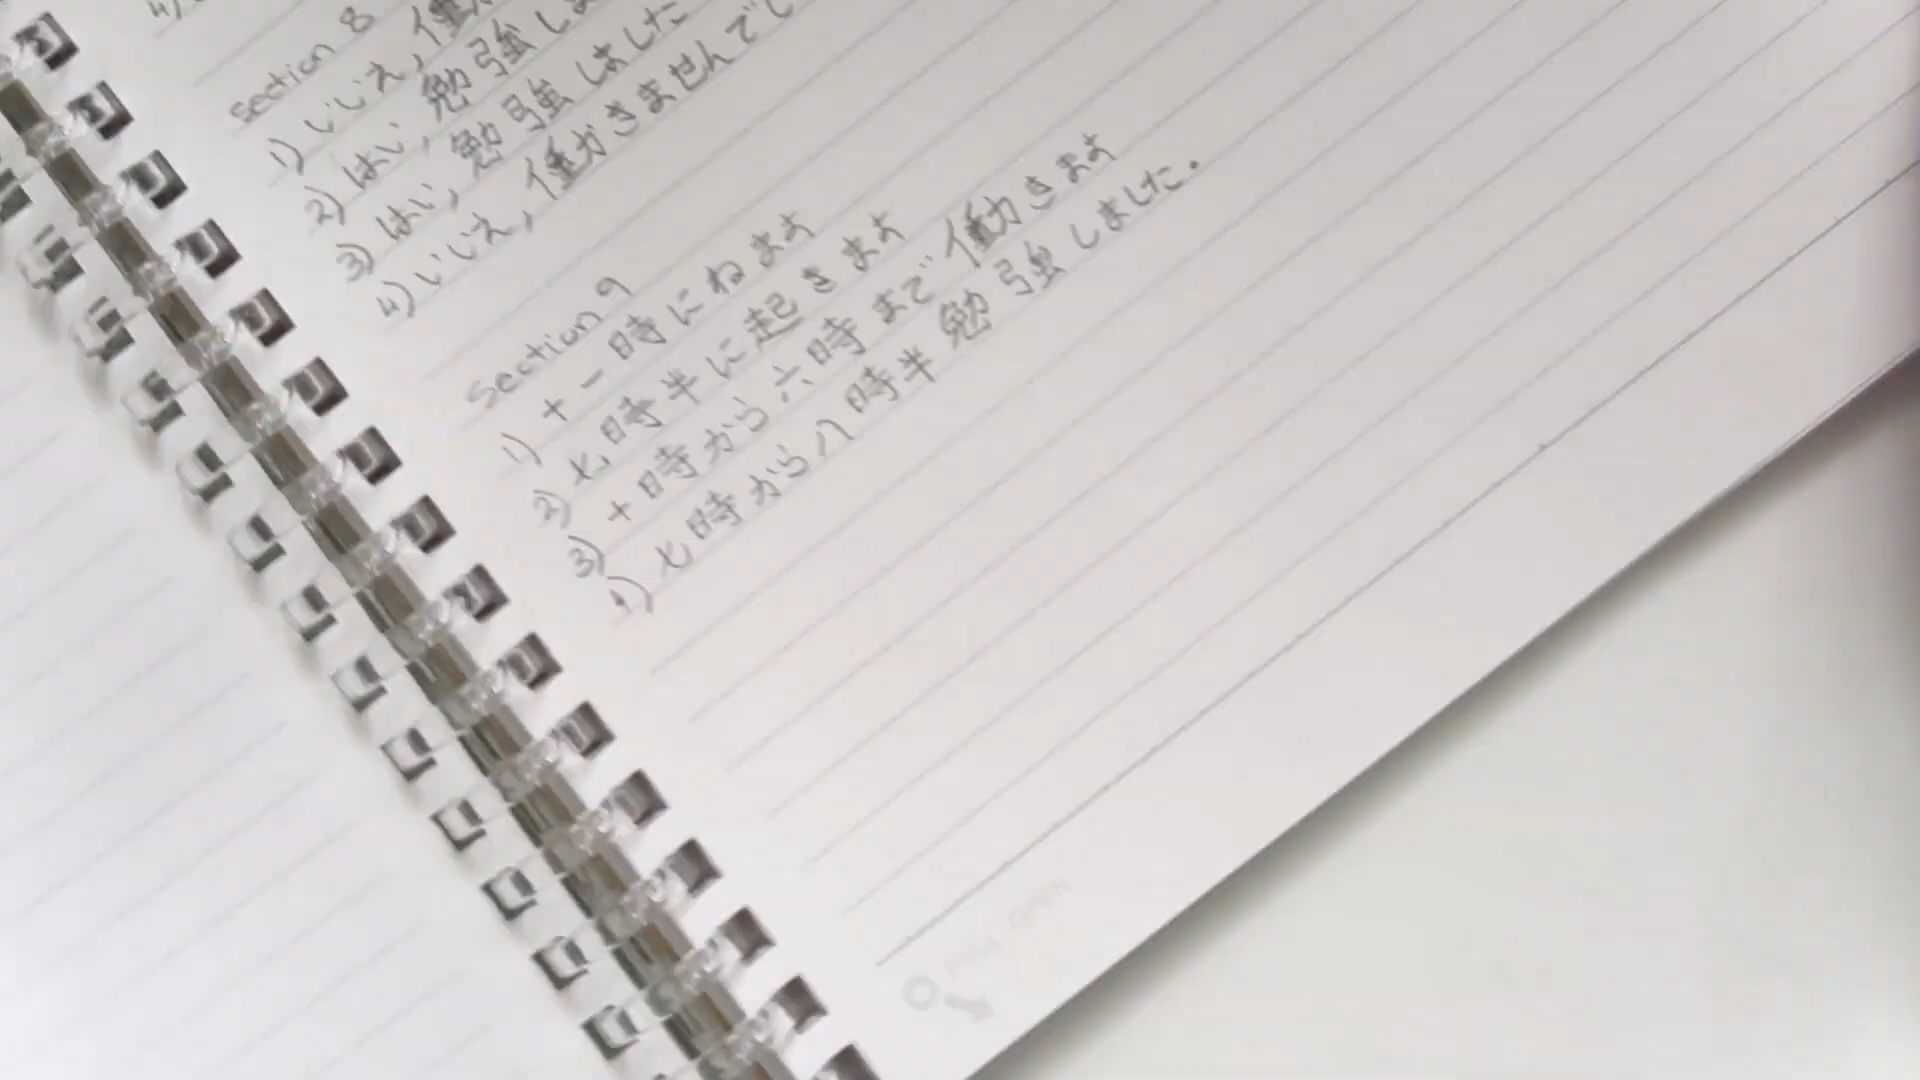 section 8
1) いいえ, 働
2) はい, 勉強しま
3) はい, 勉強しました
4) いいえ, 働きませんでし
section 9
1) 十一時にねます
2) 七時半に起きます
3) 十時から六時まで働きます
4) 七時から八時半勉強しました.